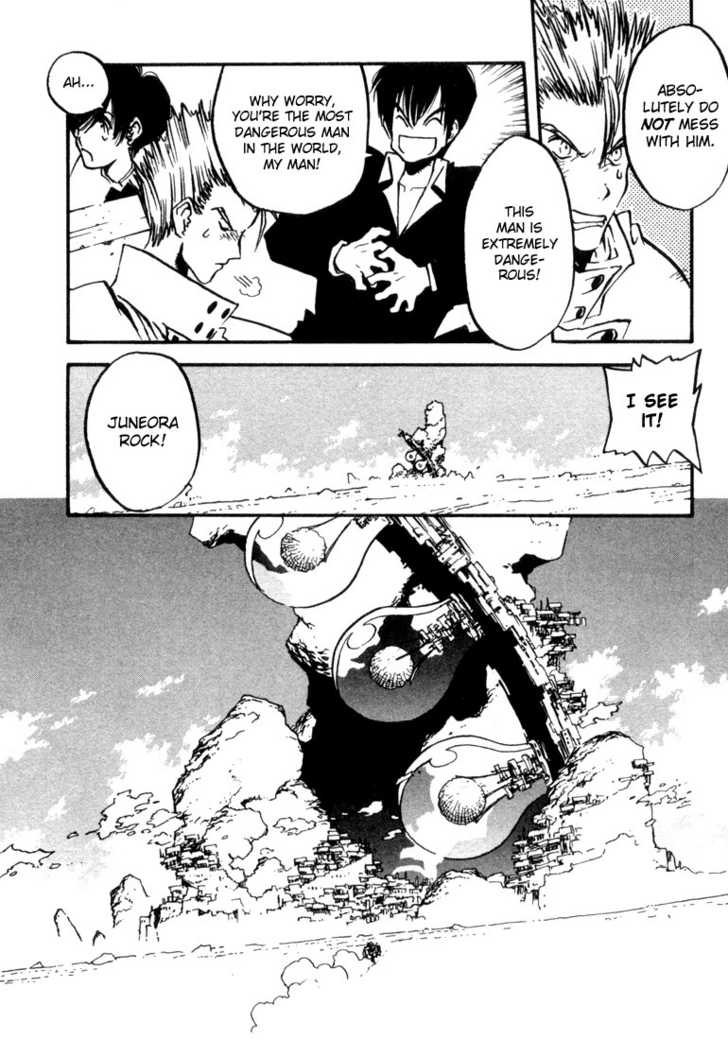 ABSO-
LUTELY DO
NOT MESS
WITH HIM.
THIS
MAN IS
EXTREMELY
DANGE-
ROUS!
WHY WORRY,
YOU'RE THE MOST
DANGEROUS MAN
IN THE WORLD,
MY MAN!
AH...
I SEE
IT!
JUNEORA
ROCK!